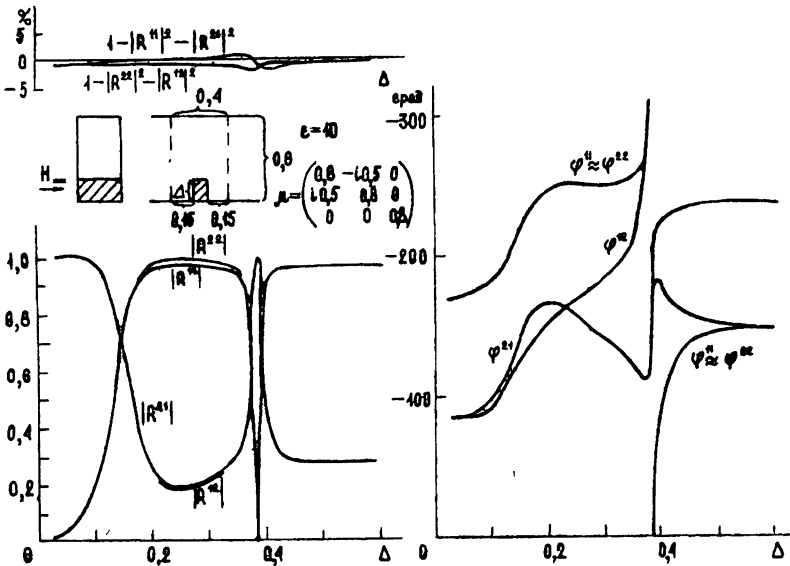 %
5
0
-5
1-|R¹¹|²-|R²¹|²
1-|R²²|²-|R¹²|²
Δ
0,4
ε=10
0,8
H=
Δ
0,15 0,15
μ=(0,8 -i0,5 0
i0,5 0,8 0
0 0 0,8)
|R²²|
|R¹¹|
1,0
0,8
0,6
0,4
0,2
|R²¹|
|R¹²|
0 0,2 0,4 Δ
град
-300
-200
-400
φ¹¹≈φ²²
φ¹²
φ²¹
φ¹¹≈φ²²
0 0,2 0,4 Δ